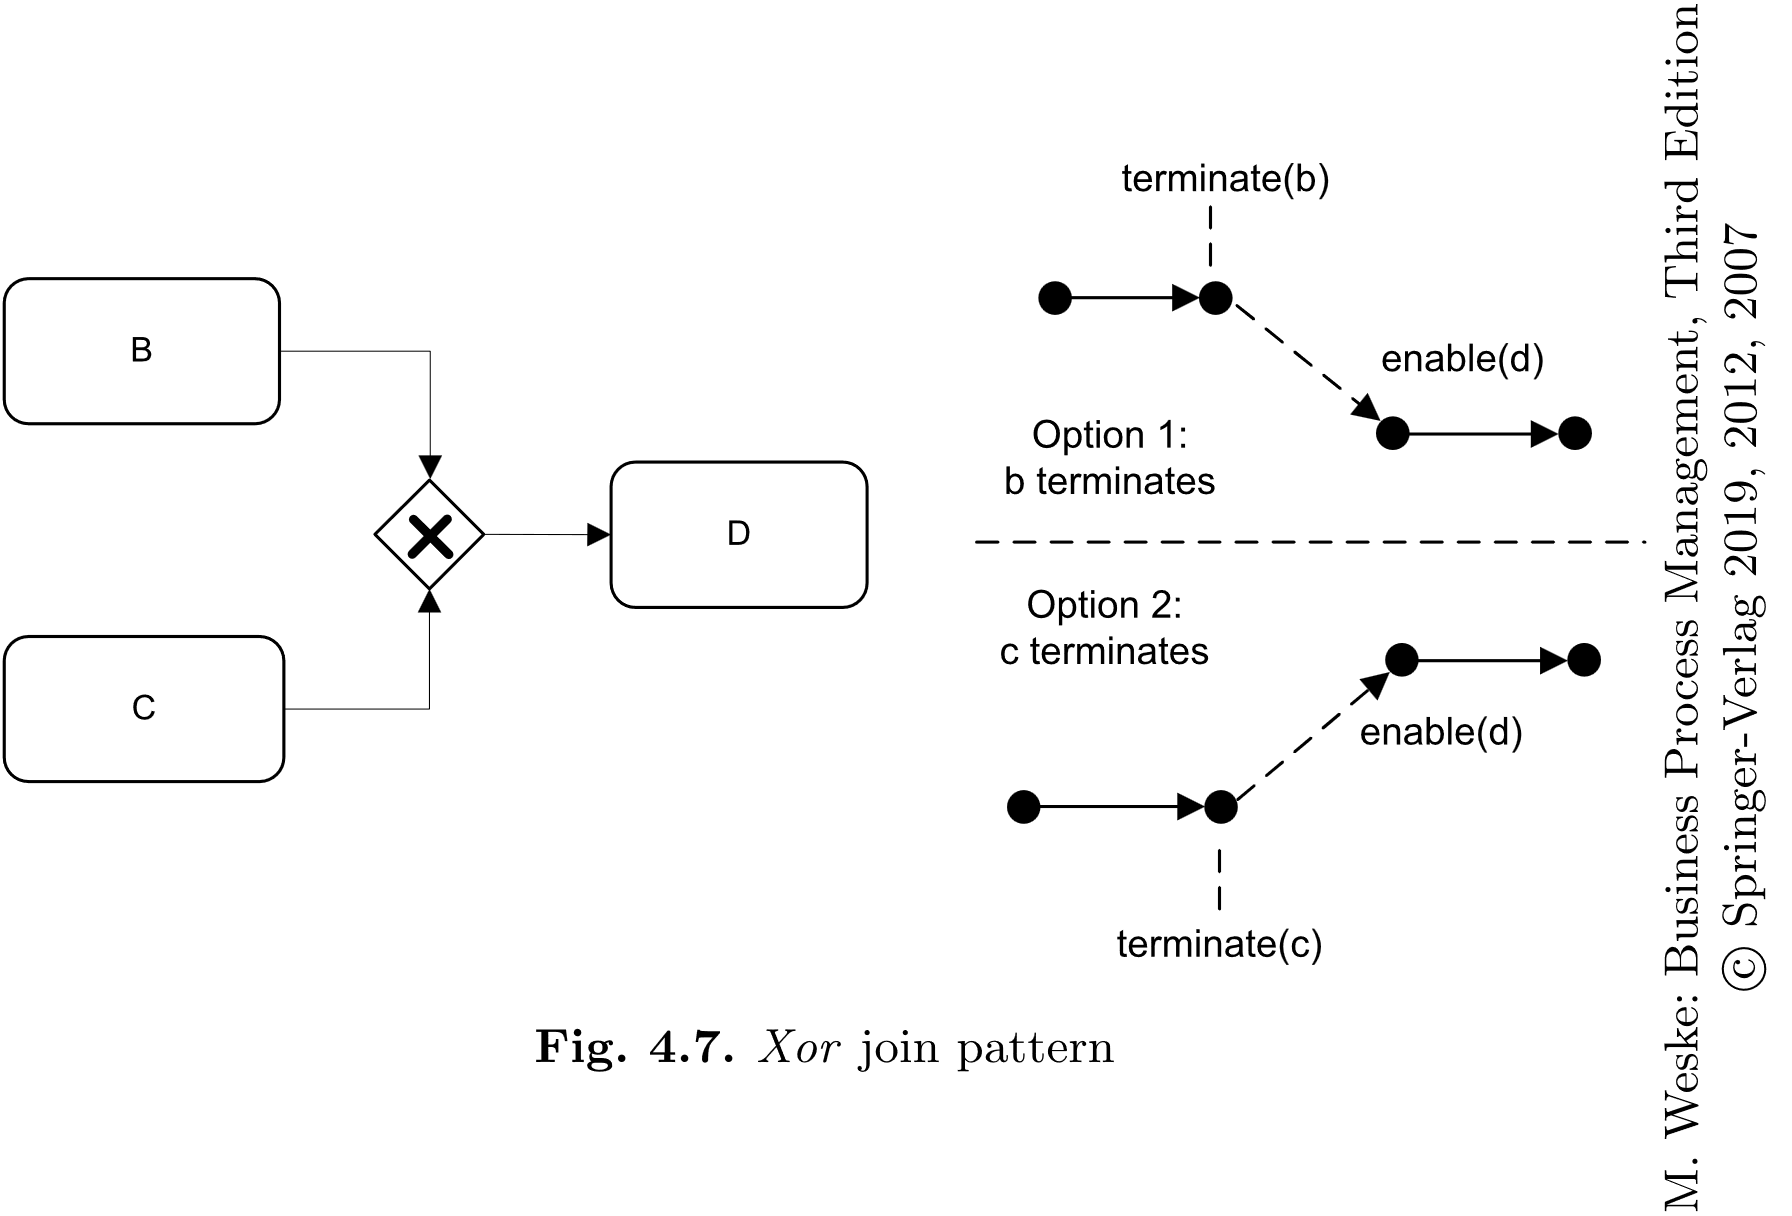 B
C
D
terminate(b)
enable(d)
Option 1:
b terminates
Option 2:
c terminates
enable(d)
terminate(c)
Fig. 4.7. Xor join pattern
M. Weske: Business Process Management, Third Edition
© Springer-Verlag 2019, 2012, 2007